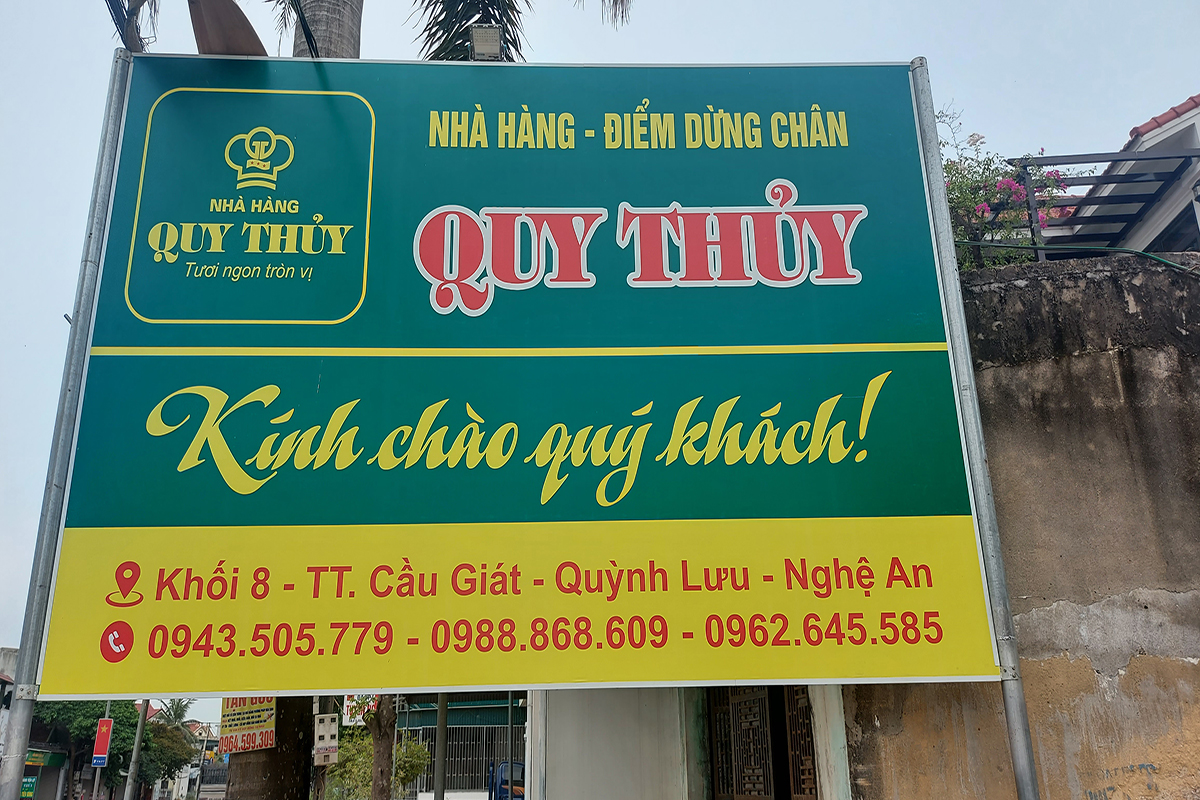 NHÀ HÀNG
QUY THỦY
Tươi ngon tròn vị
NHÀ HÀNG - ĐIỂM DỪNG CHÂN
QUY THỦY
Kính chào quý khách!
Khối 8 - TT. Cầu Giát - Quỳnh Lưu - Nghệ An
0943.505.779 - 0988.868.609 - 0962.645.585
0964.599.309